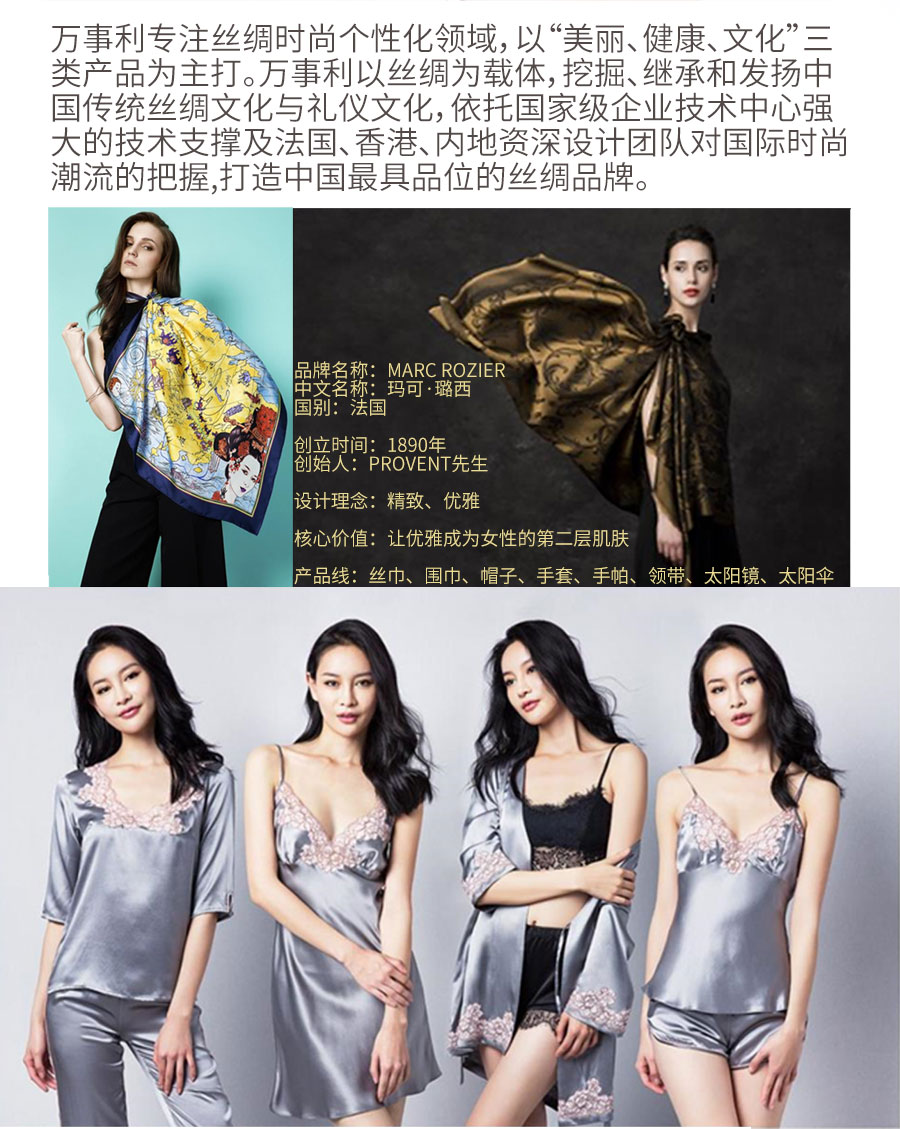 万事利专注丝绸时尚个性化领域，以“美丽、健康、文化”三
类产品为主打。万事利以丝绸为载体，挖掘、继承和发扬中
国传统丝绸文化与礼仪文化，依托国家级企业技术中心强
大的技术支撑及法国、香港、内地资深设计团队对国际时尚
潮流的把握,打造中国最具品位的丝绸品牌。
品牌名称：MARC ROZIER
中文名称：玛可·璐西
国别：法国
创立时间：1890年
创始人：PROVENT先生
设计理念：精致、优雅
核心价值：让优雅成为女性的第二层肌肤
产品线：丝巾、围巾、帽子、手套、手帕、领带、太阳镜、太阳伞